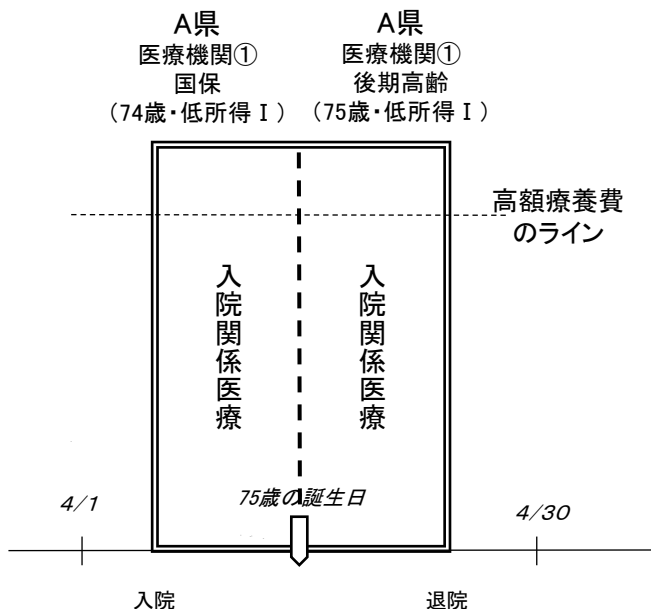 A県
医療機関①
国保
（74歳・低所得Ⅰ）
A県
医療機関①
後期高齢
（75歳・低所得Ⅰ）
高額療養費
のライン
入院関係医療
入院関係医療
75歳の誕生日
4/1
4/30
入院
退院